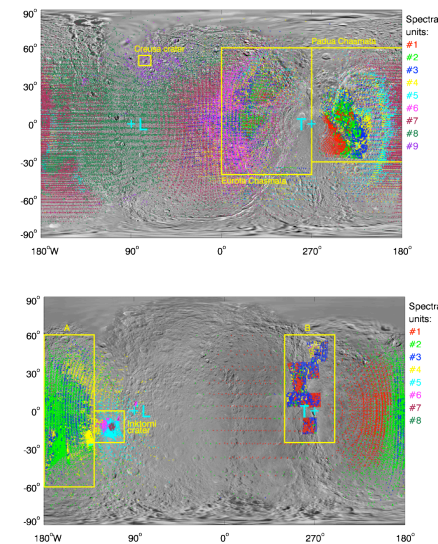 Spectra
units:
90°
Padua Chasmata
#1
60°
Creusa crater
#2
#3
30°
#4
#5
0°
+ L
T +
#6
#7
-30°
#8
Eurota Chasmata
#9
-60°
-90°
180°W
90°
0°
270°
180°
90°
Spectra
units:
60°
A
B
#1
#2
30°
#3
#4
0°
+ L
T +
#5
Inktomi
crater
#6
-30°
#7
#8
-60°
-90°
180°W
90°
0°
270°
180°